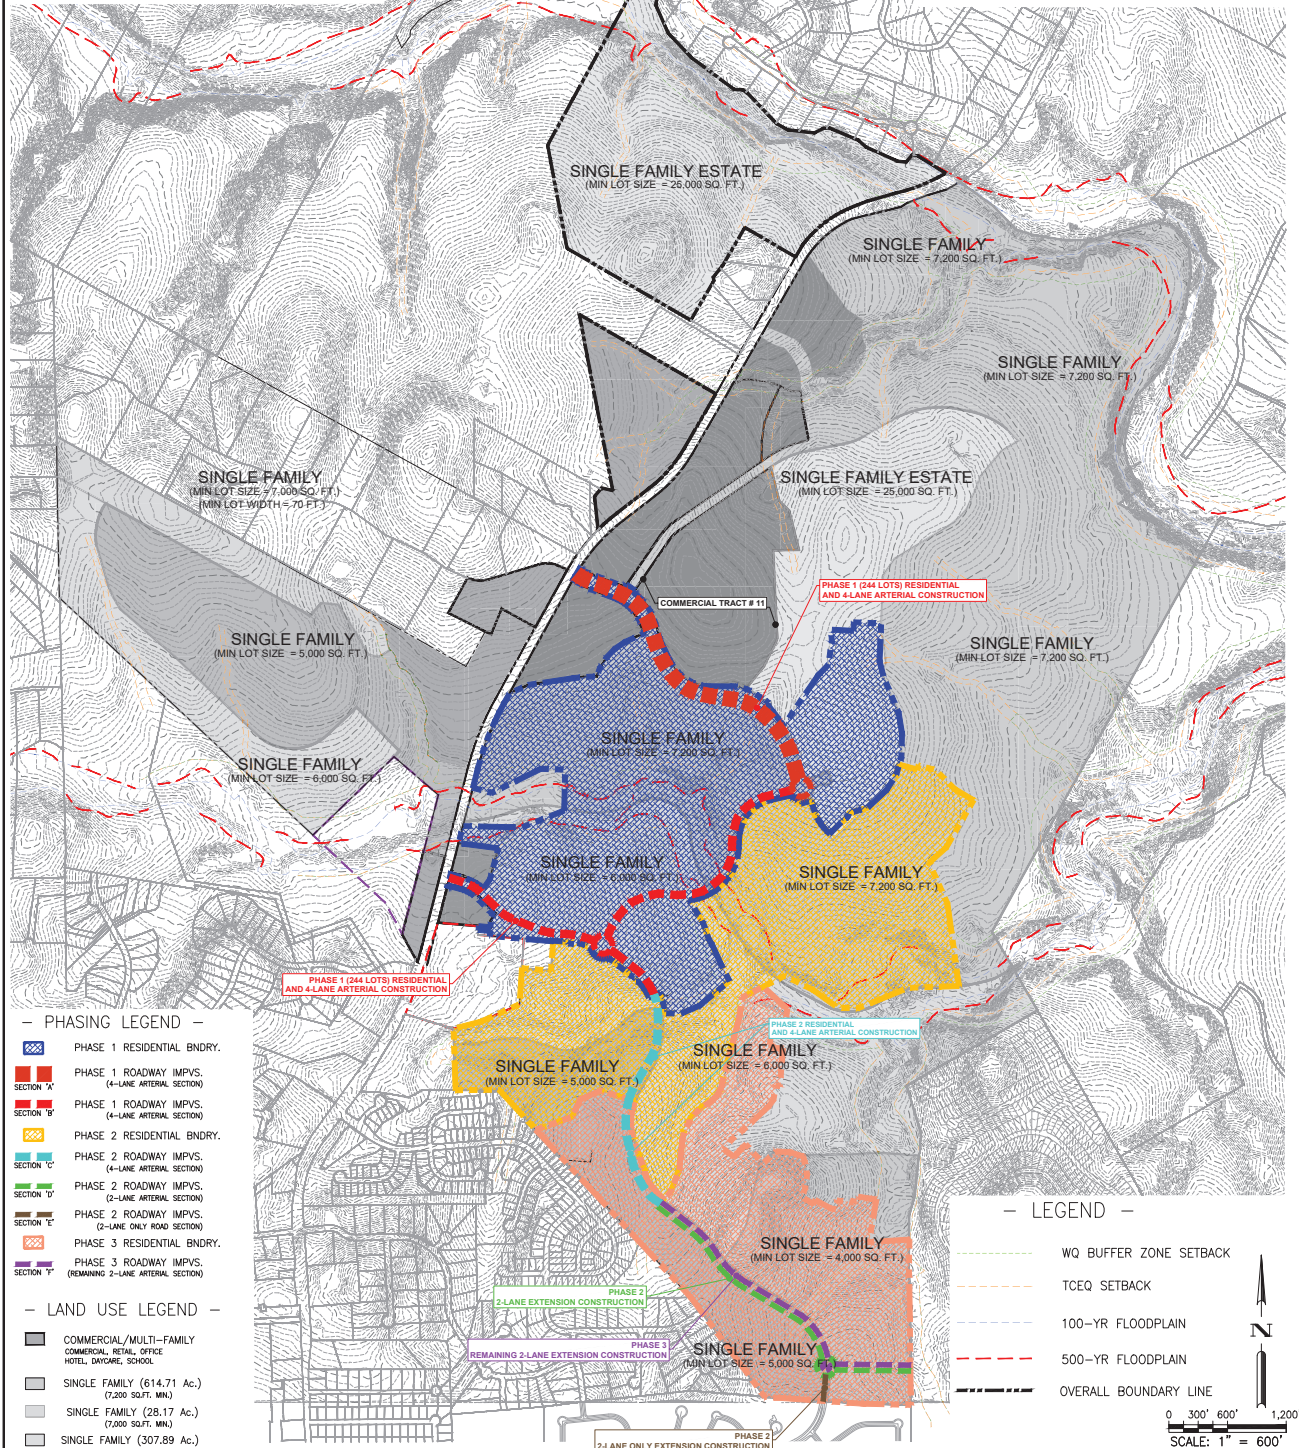 SINGLE FAMILY ESTATE
(MIN LOT SIZE = 25,000 SQ. FT.)
SINGLE FAMILY
(MIN LOT SIZE = 7,200 SQ. FT.)
SINGLE FAMILY
(MIN LOT SIZE = 7,200 SQ. FT.)
SINGLE FAMILY
(MIN LOT SIZE = 7,000 SQ. FT.)
(MIN LOT WIDTH = 70 FT.)
SINGLE FAMILY ESTATE
(MIN LOT SIZE = 25,000 SQ. FT.)
PHASE 1 (244 LOTS) RESIDENTIAL
AND 4-LANE ARTERIAL CONSTRUCTION
COMMERCIAL TRACT # 11
SINGLE FAMILY
(MIN LOT SIZE = 5,000 SQ. FT.)
SINGLE FAMILY
(MIN LOT SIZE = 7,200 SQ. FT.)
SINGLE FAMILY
(MIN LOT SIZE = 7,200 SQ. FT.)
SINGLE FAMILY
(MIN LOT SIZE = 6,000 SQ. FT.)
SINGLE FAMILY
(MIN LOT SIZE = 6,000 SQ. FT.)
SINGLE FAMILY
(MIN LOT SIZE = 7,200 SQ. FT.)
PHASE 1 (244 LOTS) RESIDENTIAL
AND 4-LANE ARTERIAL CONSTRUCTION
PHASE 2 RESIDENTIAL
AND 4-LANE ARTERIAL CONSTRUCTION
SINGLE FAMILY
(MIN LOT SIZE = 6,000 SQ. FT.)
SINGLE FAMILY
(MIN LOT SIZE = 5,000 SQ. FT.)
SINGLE FAMILY
(MIN LOT SIZE = 4,000 SQ. FT.)
PHASE 2
2-LANE EXTENSION CONSTRUCTION
PHASE 3
REMAINING 2-LANE EXTENSION CONSTRUCTION
SINGLE FAMILY
(MIN LOT SIZE = 5,000 SQ. FT.)
PHASE 2
2-LANE ONLY EXTENSION CONSTRUCTION
- PHASING LEGEND -
PHASE 1 RESIDENTIAL BNDRY.
PHASE 1 ROADWAY IMPVS.
(4-LANE ARTERIAL SECTION)
SECTION "A"
PHASE 1 ROADWAY IMPVS.
(4-LANE ARTERIAL SECTION)
SECTION "B"
PHASE 2 RESIDENTIAL BNDRY.
PHASE 2 ROADWAY IMPVS.
(4-LANE ARTERIAL SECTION)
SECTION "C"
PHASE 2 ROADWAY IMPVS.
(2-LANE ARTERIAL SECTION)
SECTION "D"
PHASE 2 ROADWAY IMPVS.
(2-LANE ONLY ROAD SECTION)
SECTION "E"
PHASE 3 RESIDENTIAL BNDRY.
PHASE 3 ROADWAY IMPVS.
(REMAINING 2-LANE ARTERIAL SECTION)
SECTION "F"
- LAND USE LEGEND -
COMMERCIAL/MULTI-FAMILY
COMMERCIAL, RETAIL, OFFICE
HOTEL, DAYCARE, SCHOOL
SINGLE FAMILY (614.71 Ac.)
(7,200 SQ.FT. MIN.)
SINGLE FAMILY (28.17 Ac.)
(7,000 SQ.FT. MIN.)
SINGLE FAMILY (307.89 Ac.)
- LEGEND -
WQ BUFFER ZONE SETBACK
TCEQ SETBACK
100-YR FLOODPLAIN
500-YR FLOODPLAIN
OVERALL BOUNDARY LINE
N
0 300' 600' 1,200
SCALE: 1" = 600'